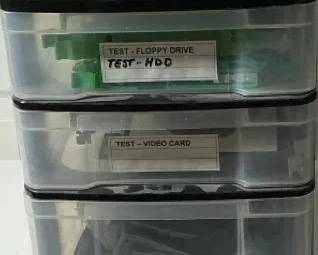 TEST - FLOPPY DRIVE
TEST - HDD
TEST - VIDEO CARD